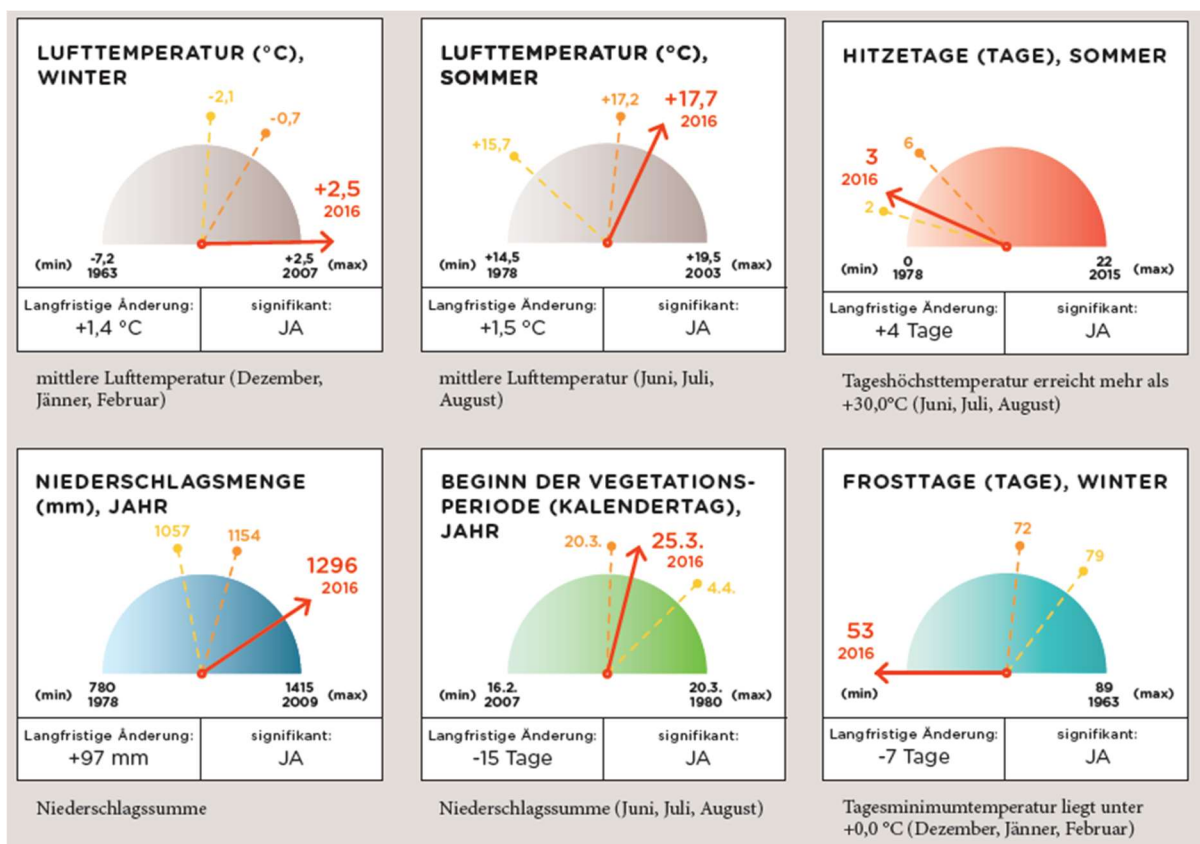 LUFTTEMPERATUR (°C),
WINTER
-2,1
-0,7
+2,5
2016
(min)
-7,2
1963
+2,5
2007
(max)
Langfristige Änderung:
+1,4 °C
signifikant:
JA
mittlere Lufttemperatur (Dezember,
Jänner, Februar)
LUFTTEMPERATUR (°C),
SOMMER
+15,7
+17,2
+17,7
2016
(min)
+14,5
1978
+19,5
2003
(max)
Langfristige Änderung:
+1,5 °C
signifikant:
JA
mittlere Lufttemperatur (Juni, Juli,
August)
HITZETAGE (TAGE), SOMMER
6
3
2016
2
(min)
0
1978
22
2015
(max)
Langfristige Änderung:
+4 Tage
signifikant:
JA
Tageshöchsttemperatur erreicht mehr als
+30,0°C (Juni, Juli, August)
NIEDERSCHLAGSMENGE
(mm), JAHR
1057
1154
1296
2016
(min)
780
1978
1415
2009
(max)
Langfristige Änderung:
+97 mm
signifikant:
JA
Niederschlagssumme
BEGINN DER VEGETATIONS-
PERIODE (KALENDERTAG),
JAHR
20.3.
25.3.
2016
4.4.
(min)
16.2.
2007
20.3.
1980
(max)
Langfristige Änderung:
-15 Tage
signifikant:
JA
Niederschlagssumme (Juni, Juli, August)
FROSTTAGE (TAGE), WINTER
72
79
53
2016
(min)
89
1963
(max)
Langfristige Änderung:
-7 Tage
signifikant:
JA
Tagesminimumtemperatur liegt unter
+0,0 °C (Dezember, Jänner, Februar)